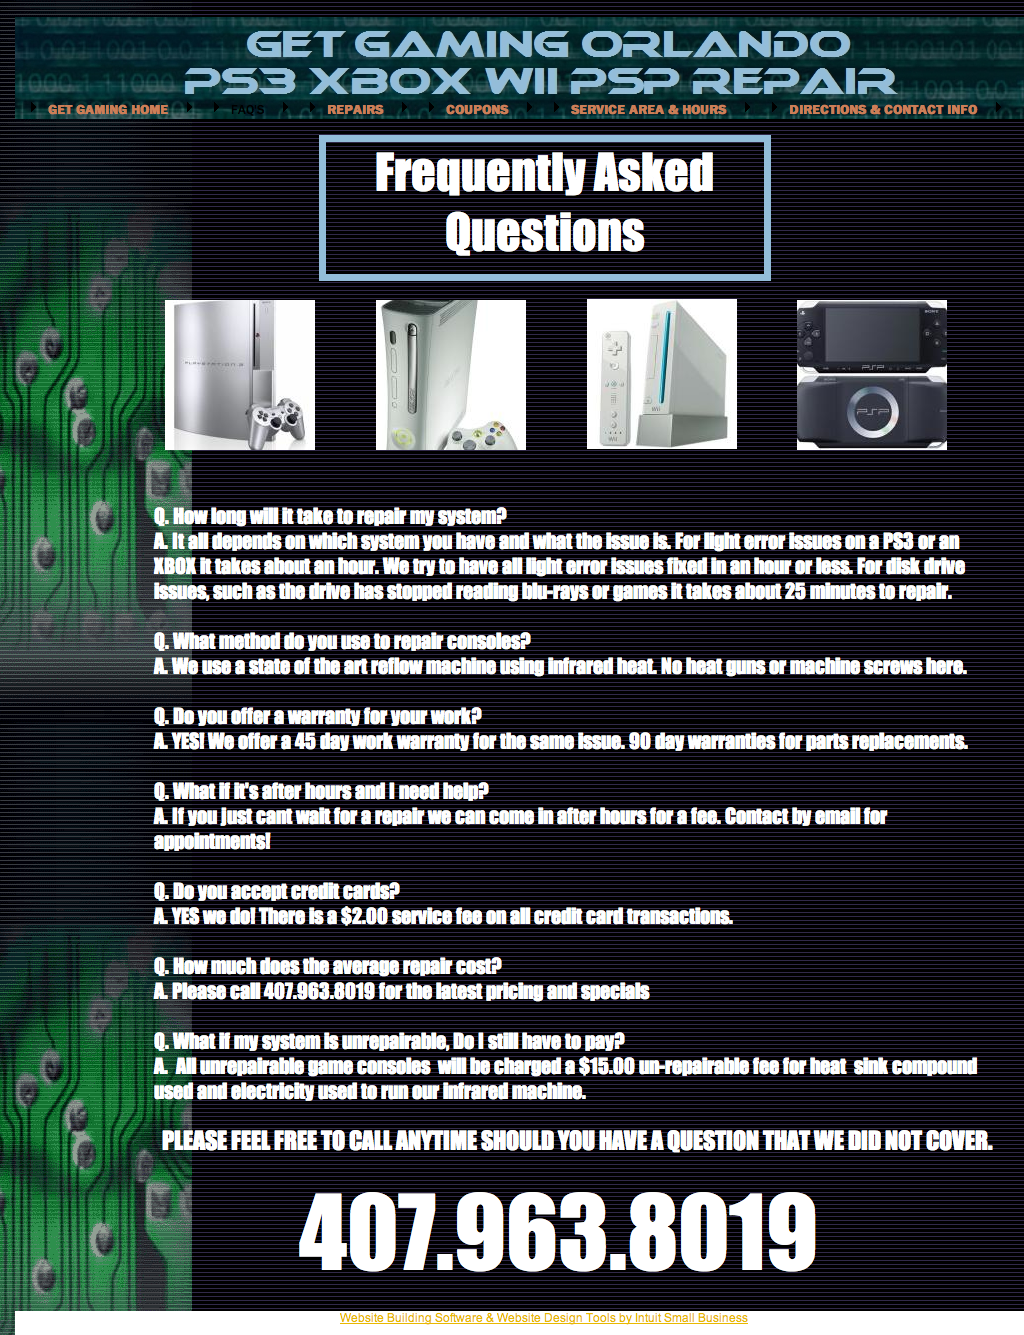 GET GAMING ORLANDO
PS3 XBOX WII PSP REPAIR
GET GAMING HOME FAQ'S REPAIRS COUPONS SERVICE AREA & HOURS DIRECTIONS & CONTACT INFO
Frequently Asked
Questions
PLAYSTATION 3
Wii
Wii
SONY
PSP
PSP
Q. How long will it take to repair my system?
A. It all depends on which system you have and what the issue is. For light error issues on a PS3 or an
XBOX it takes about an hour. We try to have all light error issues fixed in an hour or less. For disk drive
issues, such as the drive has stopped reading blu-rays or games it takes about 25 minutes to repair.
Q. What method do you use to repair consoles?
A. We use a state of the art reflow machine using infrared heat. No heat guns or machine screws here.
Q. Do you offer a warranty for your work?
A. YES! We offer a 45 day work warranty for the same issue. 90 day warranties for parts replacements.
Q. What if it's after hours and I need help?
A. If you just cant wait for a repair we can come in after hours for a fee. Contact by email for
appointments!
Q. Do you accept credit cards?
A. YES we do! There is a $2.00 service fee on all credit card transactions.
Q. How much does the average repair cost?
A. Please call 407.963.8019 for the latest pricing and specials
Q. What if my system is unrepairable, Do I still have to pay?
A.  All unrepairable game consoles  will be charged a $15.00 un-repairable fee for heat  sink compound
used and electricity used to run our infrared machine.
PLEASE FEEL FREE TO CALL ANYTIME SHOULD YOU HAVE A QUESTION THAT WE DID NOT COVER.
407.963.8019
Website Building Software & Website Design Tools by Intuit Small Business